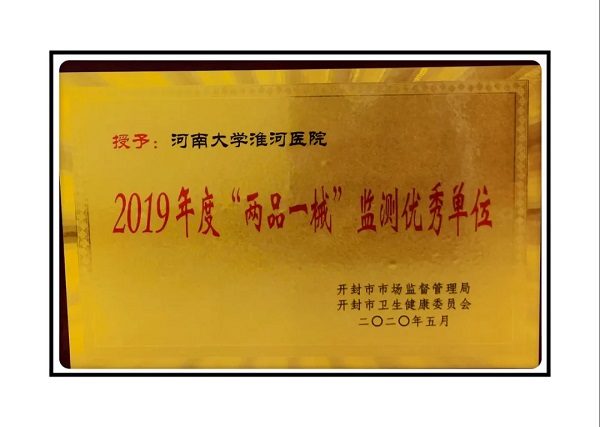 授予：河南大学淮河医院
2019年度“两品一械”监测优秀单位
开封市市场监督管理局
开封市卫生健康委员会
二〇二〇年五月